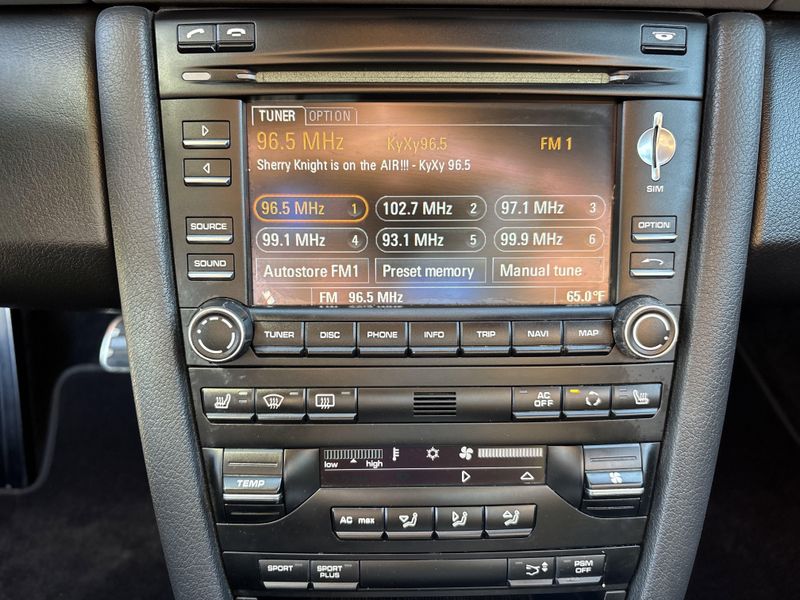 TUNER OPTION
96.5 MHz KyXy96.5 FM 1
Sherry Knight is on the AIR!!! - KyXy 96.5
SIM
96.5 MHz 1 102.7 MHz 2 97.1 MHz 3
99.1 MHz 4 93.1 MHz 5 99.9 MHz 6
SOURCE
OPTION
SOUND
Autostore FM1 Preset memory Manual tune
FM 96.5 MHz 65.0°F
TUNER DISC PHONE INFO TRIP NAVI MAP
AC OFF
low high
TEMP
AC max
SPORT SPORT PLUS PSM OFF